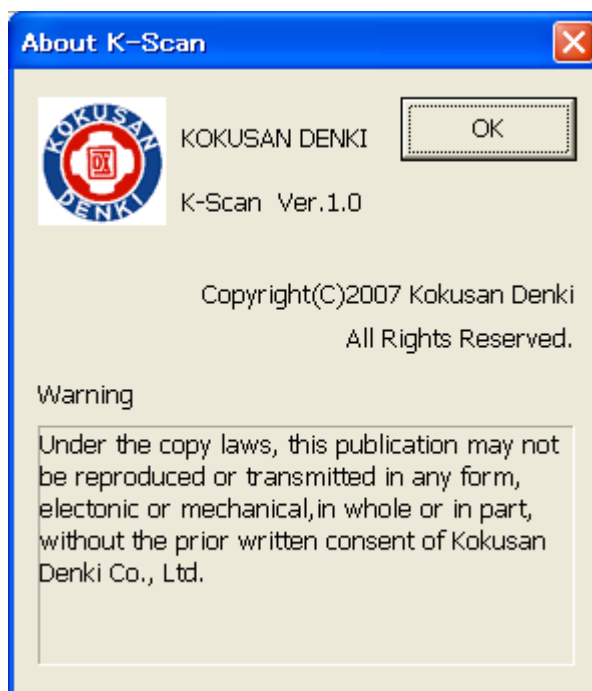 About K-Scan
KOKUSAN DENKI
DI
KOKUSAN DENKI
OK
K-Scan Ver.1.0
Copyright(C)2007 Kokusan Denki
All Rights Reserved.
Warning
Under the copy laws, this publication may not
be reproduced or transmitted in any form,
electonic or mechanical,in whole or in part,
without the prior written consent of Kokusan
Denki Co., Ltd.